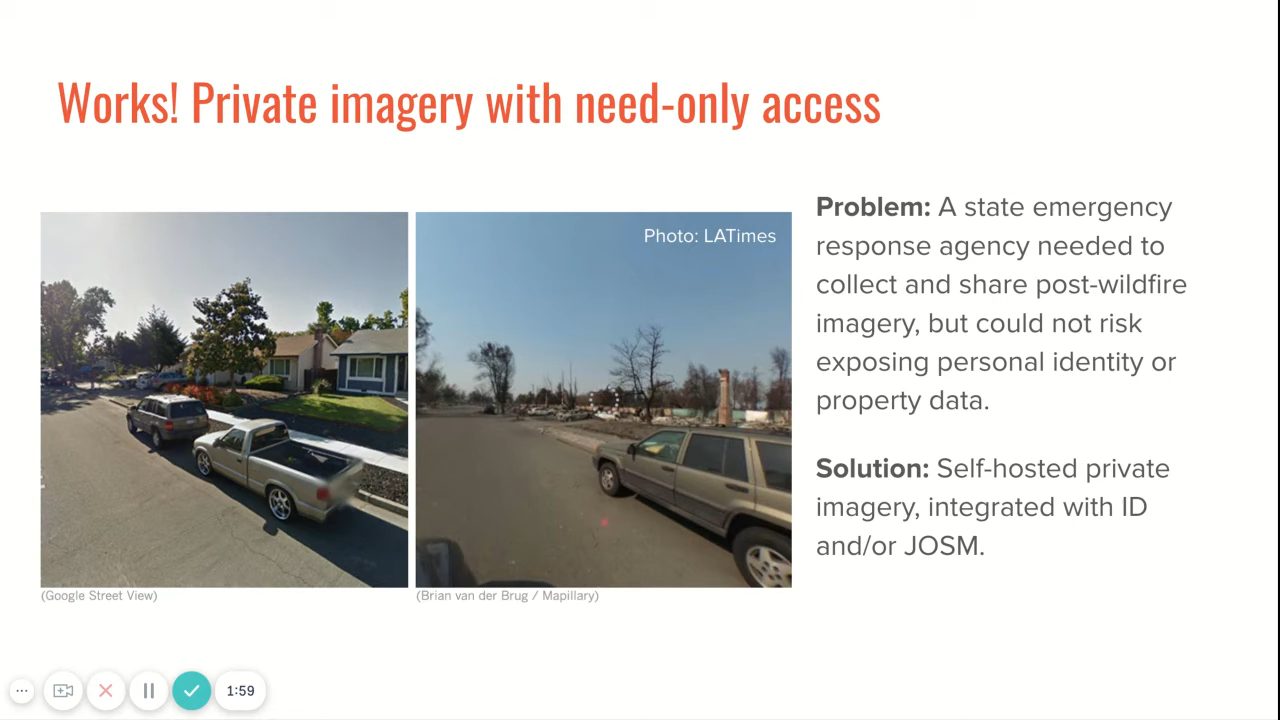 Works! Private imagery with need-only access
Photo: LATimes
(Google Street View)
(Brian van der Brug / Mapillary)
Problem: A state emergency
response agency needed to
collect and share post-wildfire
imagery, but could not risk
exposing personal identity or
property data.
Solution: Self-hosted private
imagery, integrated with ID
and/or JOSM.
1:59